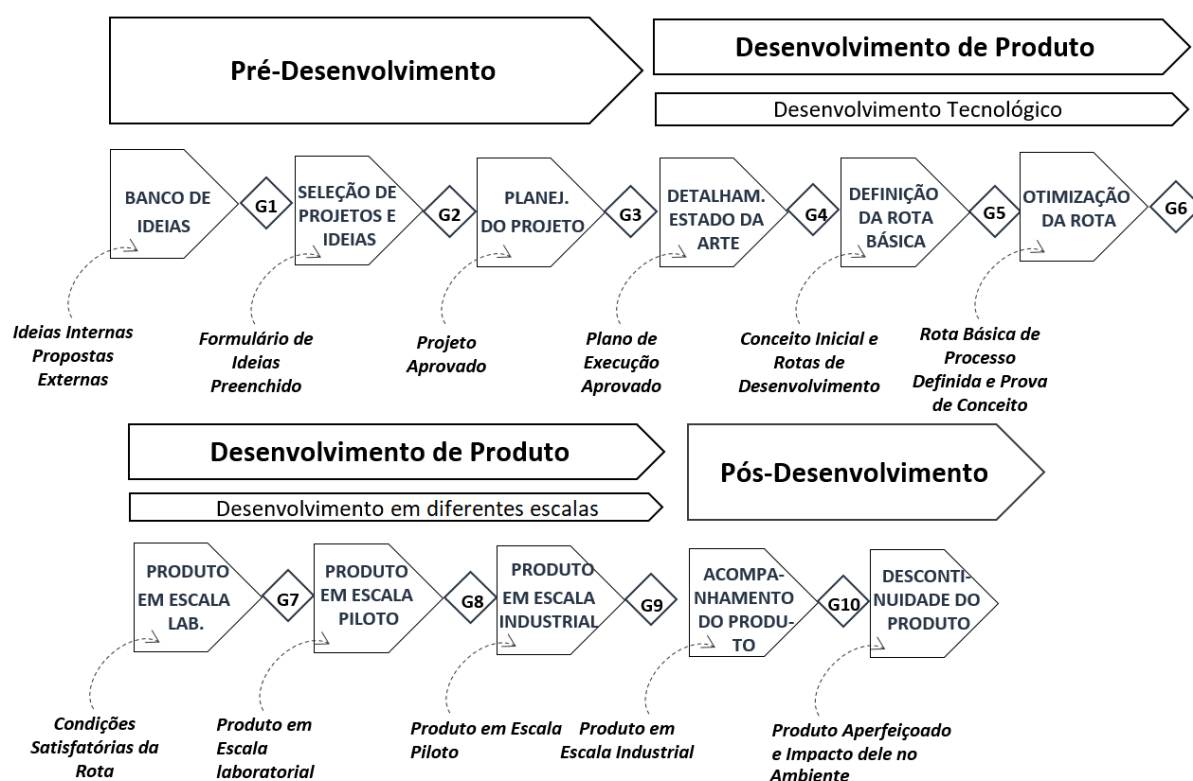 Pré-Desenvolvimento
Desenvolvimento de Produto
Desenvolvimento Tecnológico
BANCO DE
IDEIAS
G1
SELEÇÃO DE
PROJETOS E
IDEIAS
G2
PLANEJ.
DO PROJETO
G3
DETALHAM.
ESTADO DA
ARTE
G4
DEFINIÇÃO
DA ROTA
BÁSICA
G5
OTIMIZAÇÃO
DA ROTA
G6
Ideias Internas
Propostas
Externas
Formulário de
Ideias
Preenchido
Projeto
Aprovado
Plano de
Execução
Aprovado
Conceito Inicial e
Rotas de
Desenvolvimento
Rota Básica de
Processo
Definida e Prova
de Conceito
Desenvolvimento de Produto
Desenvolvimento em diferentes escalas
Pós-Desenvolvimento
PRODUTO
EM ESCALA
LAB.
G7
PRODUTO
EM ESCALA
PILOTO
G8
PRODUTO
EM ESCALA
INDUSTRIAL
G9
ACOMPA-
NHAMENTO
DO PRODU-
TO
G10
DESCONTI-
NUIDADE DO
PRODUTO
Condições
Satisfatórias da
Rota
Produto em
Escala
laboratorial
Produto em Escala
Piloto
Produto em
Escala Industrial
Produto Aperfeiçoado
e Impacto dele no
Ambiente